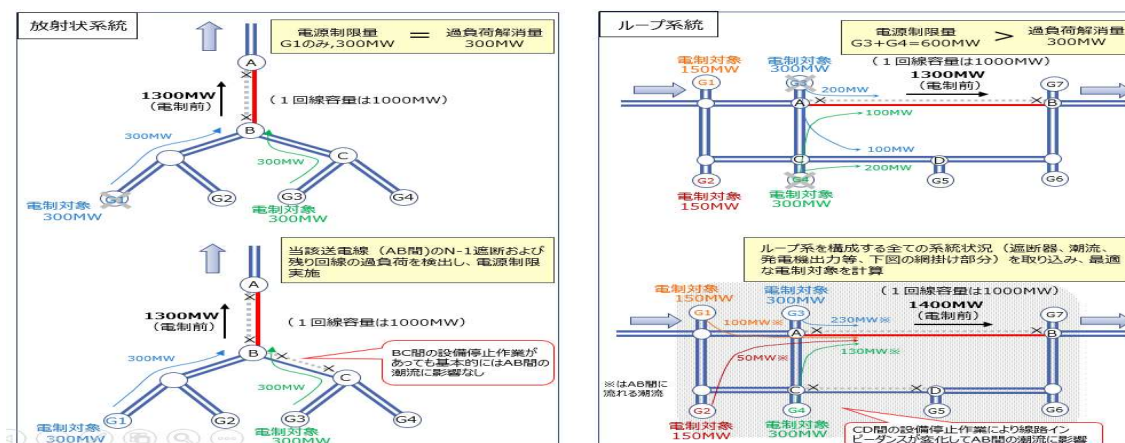 放射状系統
電源制限量
G1のみ,300MW
=
過負荷解消量
300MW
A
1300MW
(電制前)
(1回線容量は1000MW)
B
300MW
300MW
C
G1
G2
G3
G4
電制対象
300MW
電制対象
300MW
当該送電線(AB間)のN-1遮断および
残り回線の過負荷を検出し、電源制限
実施
A
1300MW
(電制前)
(1回線容量は1000MW)
B
BC間の設備停止作業が
あっても基本的にはAB間の
潮流に影響なし
300MW
300MW
C
G1
G2
G3
G4
電制対象
300MW
電制対象
300MW
ループ系統
電源制限量
G3+G4=600MW
>
過負荷解消量
300MW
電制対象
150MW
電制対象
300MW
(1回線容量は1000MW)
1300MW
(電制前)
G1
G3
200MW
G7
A
B
100MW
100MW
C
D
200MW
G2
G4
G5
G6
電制対象
150MW
電制対象
300MW
ループ系を構成する全ての系統状況(遮断器、潮流、
発電機出力等、下図の網掛け部分)を取り込み、最適
な電制対象を計算
電制対象
150MW
電制対象
300MW
(1回線容量は1000MW)
1400MW
(電制前)
G1
G3
G7
100MW※
230MW※
A
B
50MW※
130MW※
※はAB間に
流れる潮流
C
D
G2
G4
G5
G6
電制対象
150MW
電制対象
300MW
CD間の設備停止作業により線路イン
ピーダンスが変化してAB間の潮流に影響